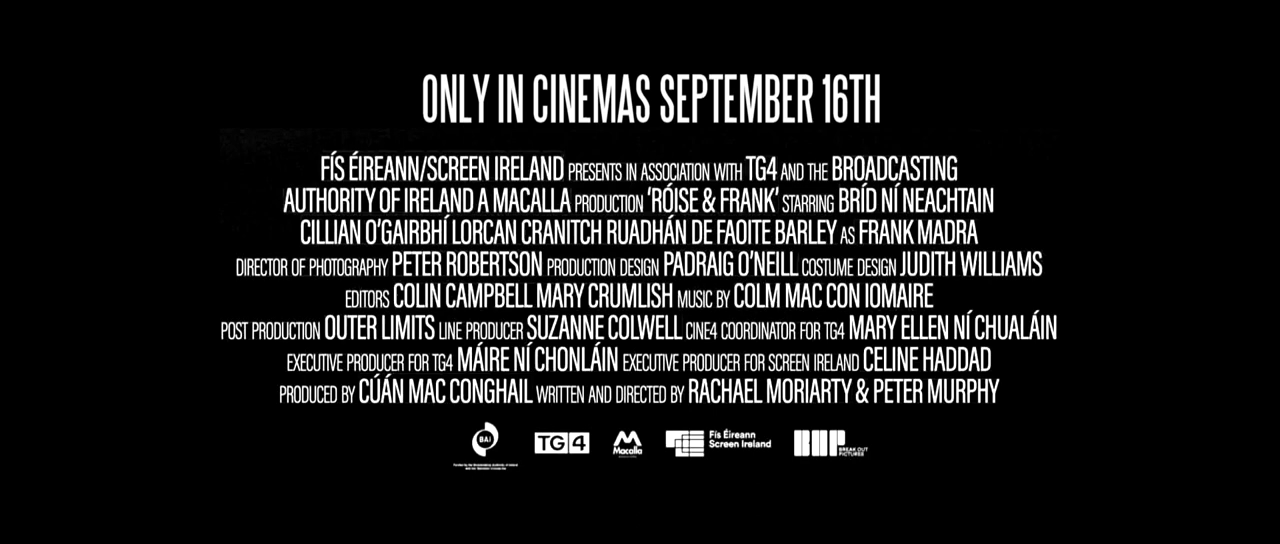 ONLY IN CINEMAS SEPTEMBER 16TH
FÍS ÉIREANN/SCREEN IRELAND PRESENTS IN ASSOCIATION WITH TG4 AND THE BROADCASTING
AUTHORITY OF IRELAND A MACALLA PRODUCTION ‘RÓISE & FRANK’ STARRING BRÍD NÍ NEACHTAIN
CILLIAN O’GAIRBHÍ LORCAN CRANITCH RUADHÁN DE FAOITE BARLEY AS FRANK MADRA
DIRECTOR OF PHOTOGRAPHY PETER ROBERTSON PRODUCTION DESIGN PADRAIG O’NEILL COSTUME DESIGN JUDITH WILLIAMS
EDITORS COLIN CAMPBELL MARY CRUMLISH MUSIC BY COLM MAC CON IOMAIRE
POST PRODUCTION OUTER LIMITS LINE PRODUCER SUZANNE COLWELL CINE4 COORDINATOR FOR TG4 MARY ELLEN NÍ CHUALÁIN
EXECUTIVE PRODUCER FOR TG4 MÁIRE NÍ CHONLÁIN EXECUTIVE PRODUCER FOR SCREEN IRELAND CELINE HADDAD
PRODUCED BY CÚÁN MAC CONGHAIL WRITTEN AND DIRECTED BY RACHAEL MORIARTY & PETER MURPHY
BAI
TG4
Macalla
Fís Éireann
Screen Ireland
BOP
BREAK OUT
PICTURES